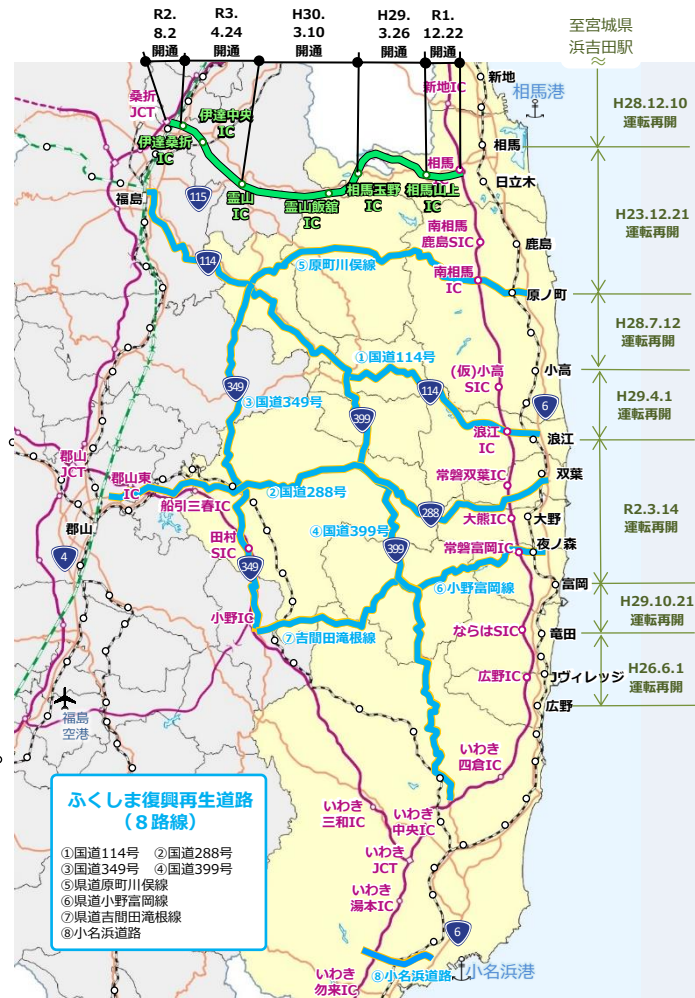 R2.
8.2
開通
R3.
4.24
開通
H30.
3.10
開通
H29.
3.26
開通
R1.
12.22
開通
至宮城県
浜吉田駅
新地
新地IC
相馬港
H28.12.10
運転再開
桑折
JCT
伊達中央
IC
伊達桑折
IC
相馬
相馬
霊山
IC
霊山飯舘
IC
相馬玉野
IC
相馬山上
IC
日立木
福島
115
H23.12.21
運転再開
南相馬
鹿島SIC
鹿島
114
⑤原町川俣線
南相馬
IC
原ノ町
H28.7.12
運転再開
①国道114号
(仮)小高
SIC
小高
349
③国道349号
114
399
6
H29.4.1
運転再開
浪江
IC
浪江
郡山
JCT
郡山東
IC
②国道288号
常磐双葉IC
双葉
船引三春IC
288
R2.3.14
運転再開
郡山
大熊IC
大野
④国道399号
田村
SIC
399
常磐富岡IC
夜ノ森
4
349
⑥小野富岡線
富岡
小野IC
⑦吉間田滝根線
ならはSIC
竜田
H29.10.21
運転再開
広野IC
Jヴィレッジ
H26.6.1
運転再開
広野
福島
空港
いわき
四倉IC
ふくしま復興再生道路
（８路線）
①国道114号 ②国道288号
③国道349号 ④国道399号
⑤県道原町川俣線
⑥県道小野富岡線
⑦県道吉間田滝根線
⑧小名浜道路
いわき
三和IC
いわき
中央IC
いわき
JCT
いわき
湯本IC
6
⑧小名浜道路
小名浜港
いわき
勿来IC